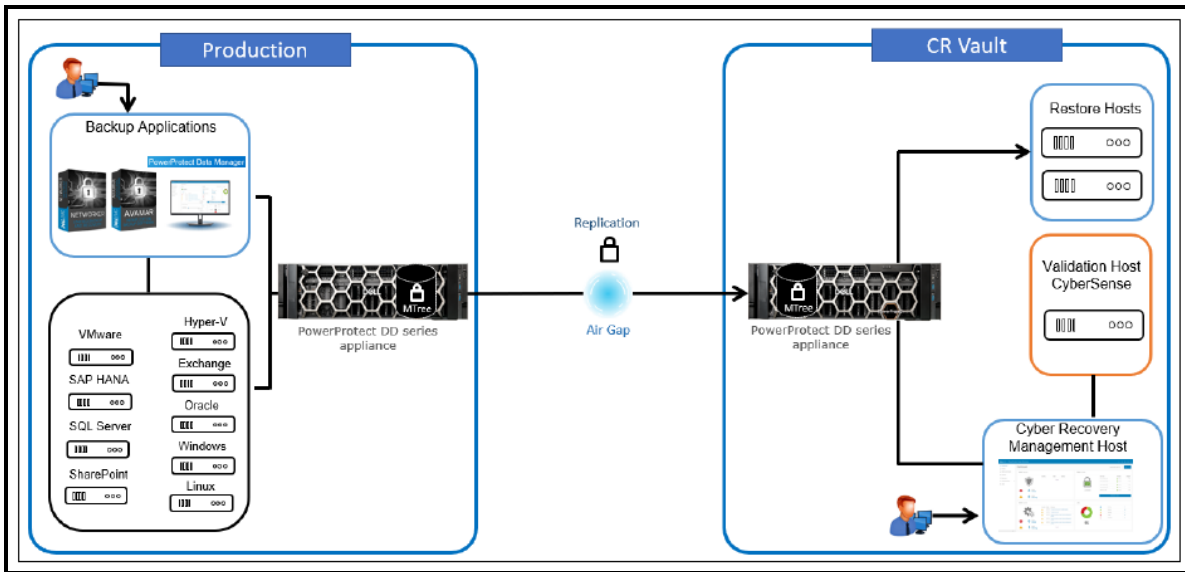 Production
Backup Applications
PowerProtect Data Manager
NETWORKER
AVAMAR
VMware
SAP HANA
SQL Server
SharePoint
Hyper-V
Exchange
Oracle
Windows
Linux
MTree
PowerProtect DD series
appliance
Replication
Air Gap
CR Vault
MTree
PowerProtect DD series
appliance
Restore Hosts
Validation Host
CyberSense
Cyber Recovery
Management Host